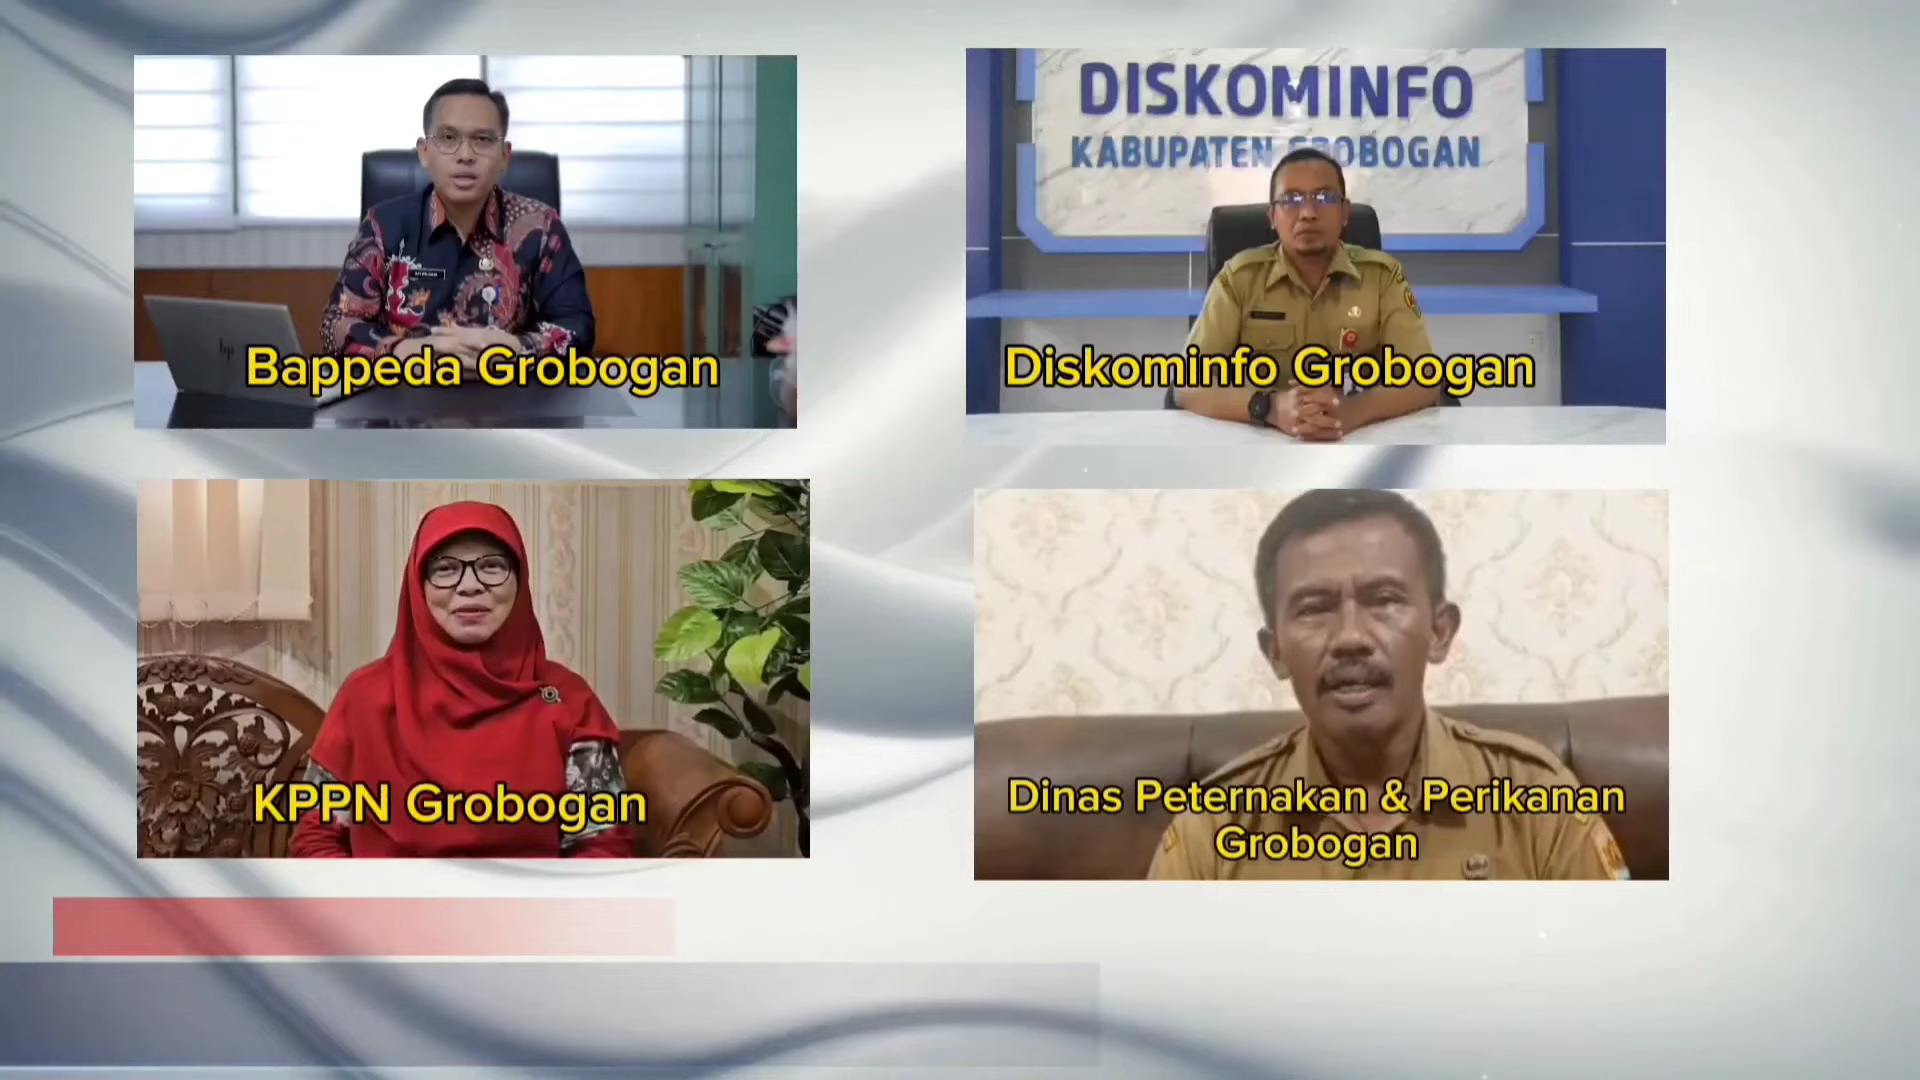 Bappeda Grobogan
DISKOMINFO
KABUPATEN GROBOGAN
Diskominfo Grobogan
KPPN Grobogan
Dinas Peternakan & Perikanan
Grobogan